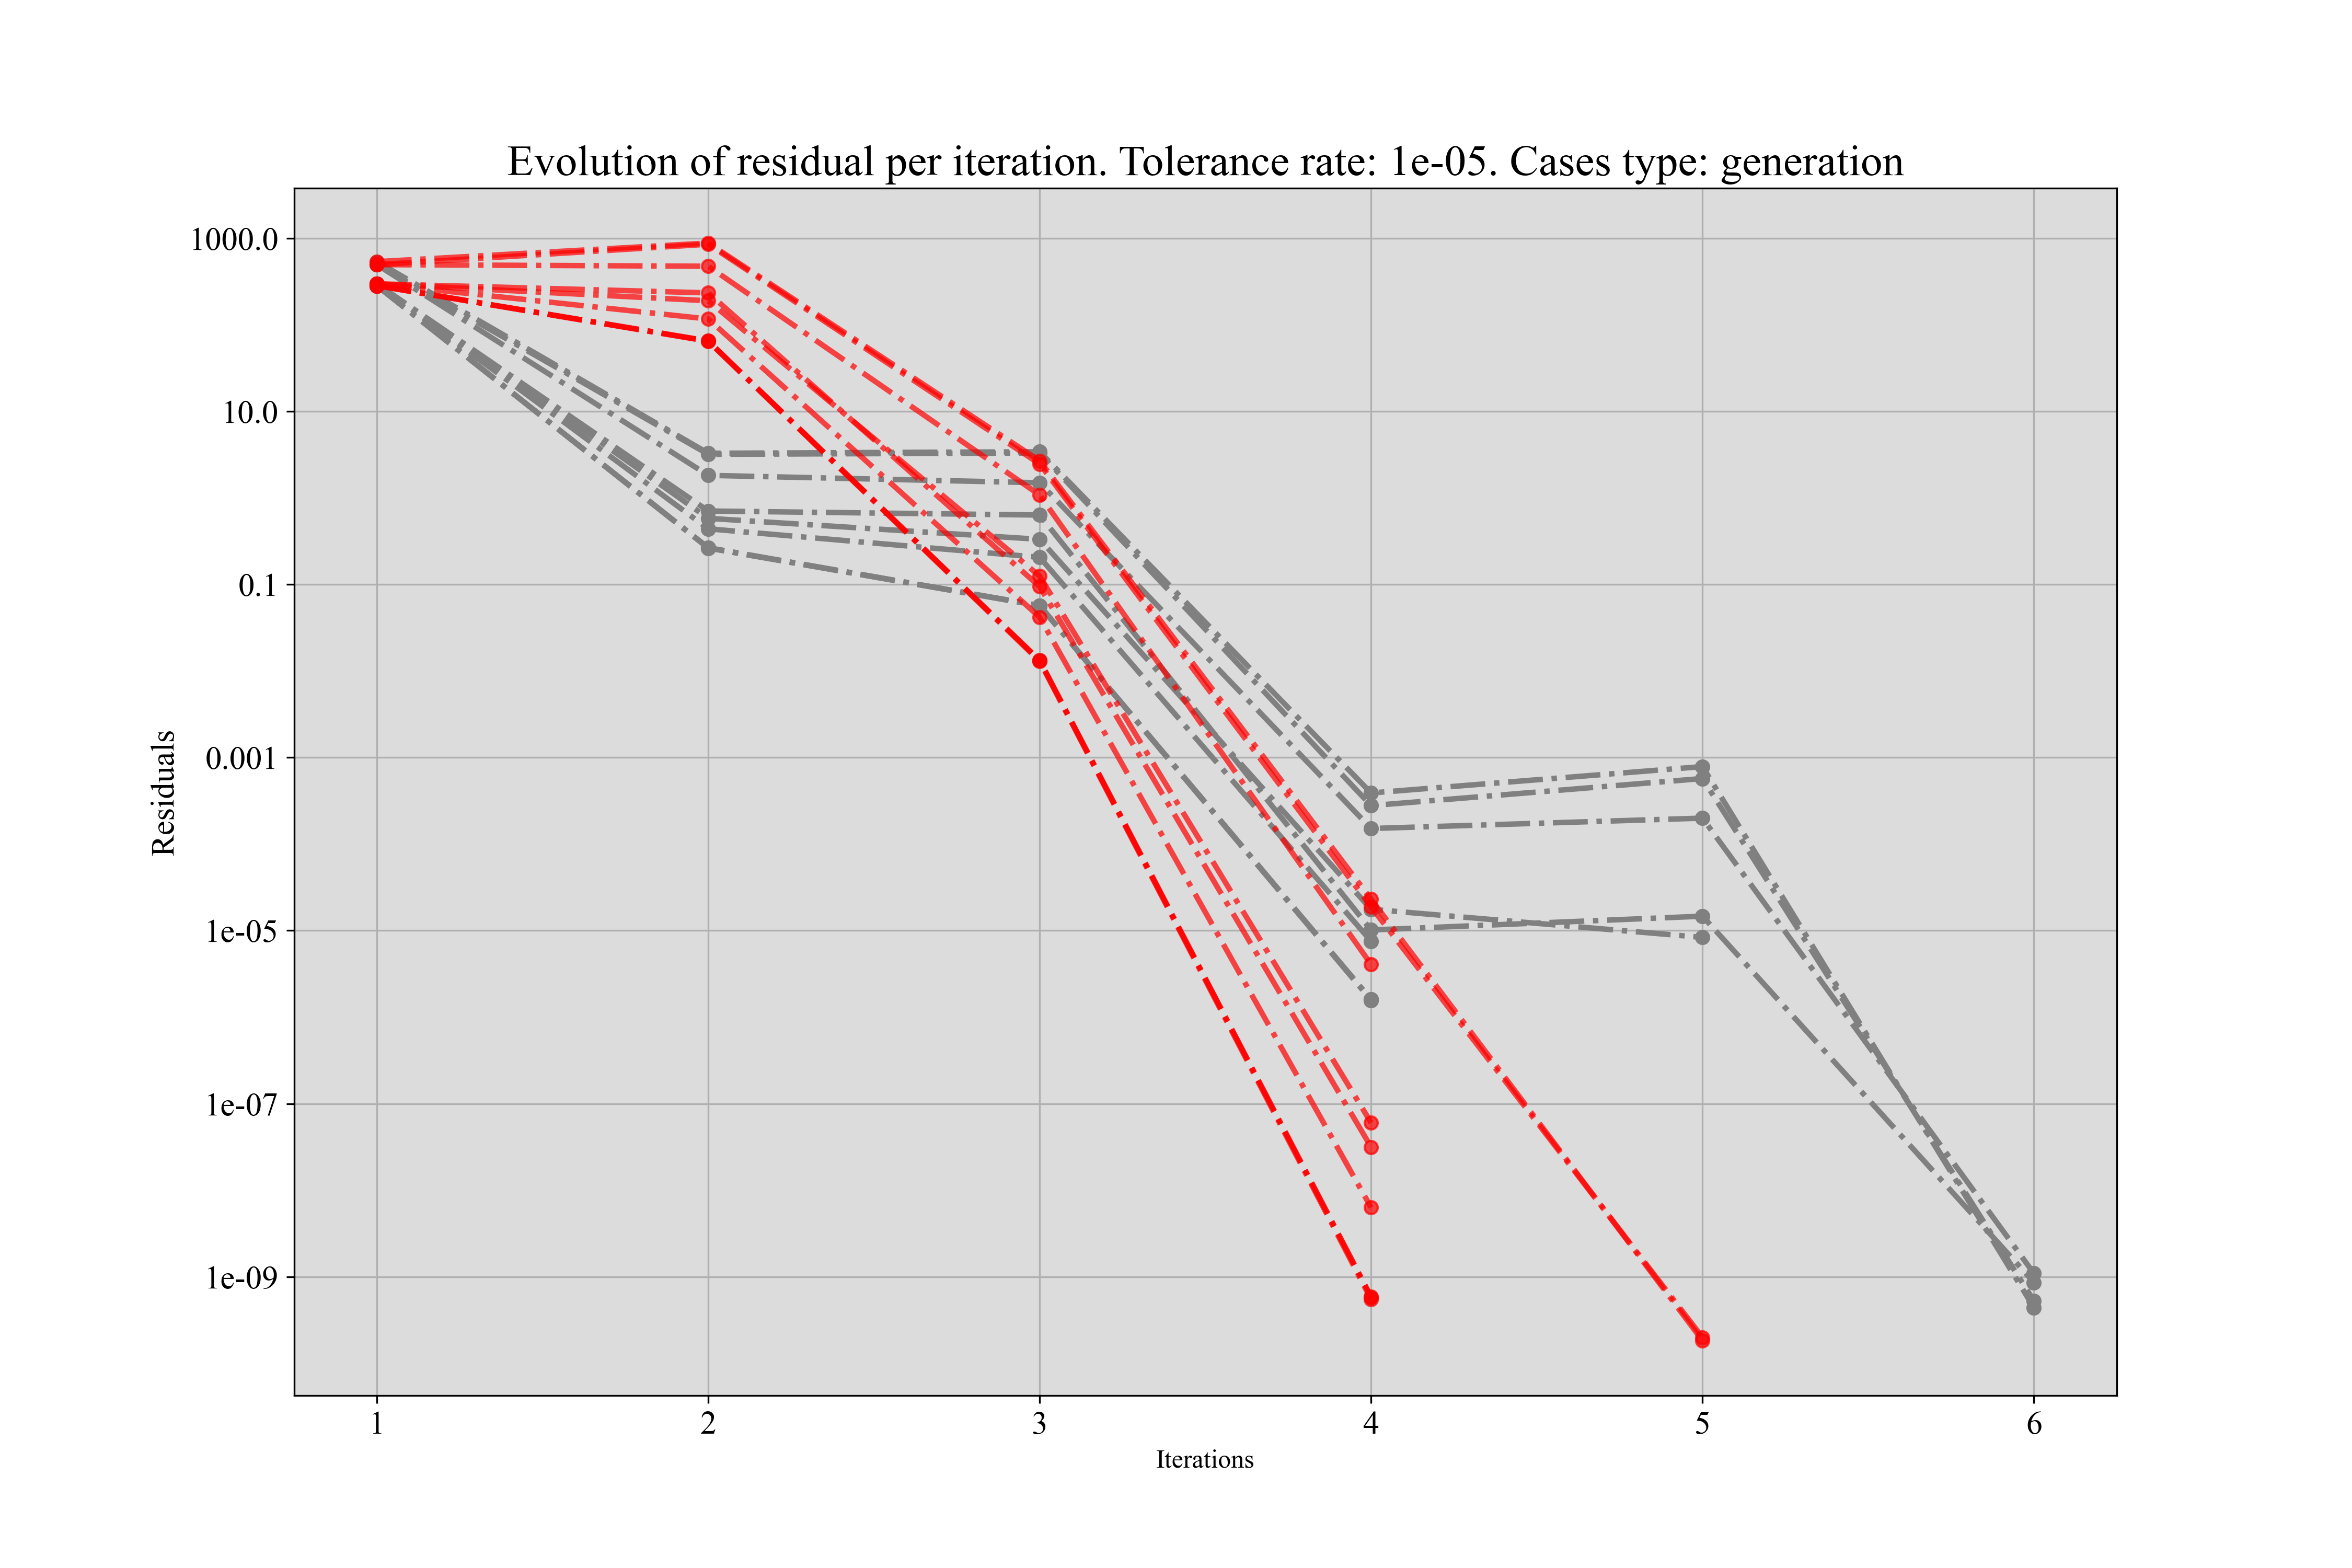 Evolution of residual per iteration. Tolerance rate: 1e-05. Cases type: generation
1000.0
10.0
0.1
0.001
1e-05
1e-07
1e-09
Residuals
1 2 3 4 5 6
Iterations